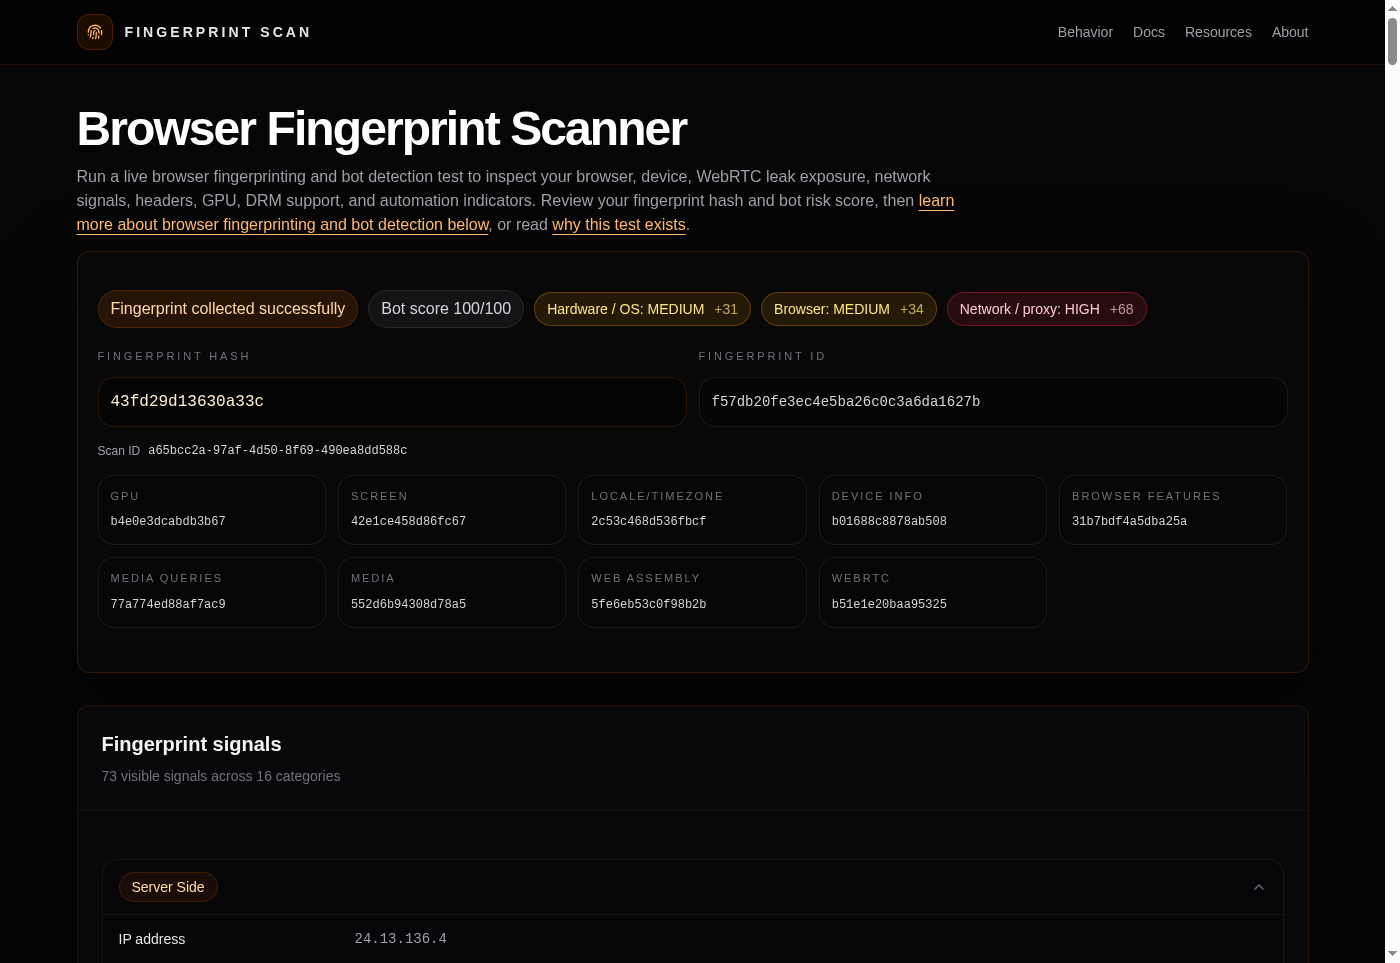 FINGERPRINT SCAN
Behavior Docs Resources About
Browser Fingerprint Scanner
Run a live browser fingerprinting and bot detection test to inspect your browser, device, WebRTC leak exposure, network
signals, headers, GPU, DRM support, and automation indicators. Review your fingerprint hash and bot risk score, then learn
more about browser fingerprinting and bot detection below, or read why this test exists.
Fingerprint collected successfully Bot score 100/100 Hardware / OS: MEDIUM +31 Browser: MEDIUM +34 Network / proxy: HIGH +68
FINGERPRINT HASH FINGERPRINT ID
43fd29d13630a33c f57db20fe3ec4e5ba26c0c3a6da1627b
Scan ID a65bcc2a-97af-4d50-8f69-490ea8dd588c
GPU SCREEN LOCALE/TIMEZONE DEVICE INFO BROWSER FEATURES
b4e0e3dcabdb3b67 42e1ce458d86fc67 2c53c468d536fbcf b01688c8878ab508 31b7bdf4a5dba25a
MEDIA QUERIES MEDIA WEB ASSEMBLY WEBRTC
77a774ed88af7ac9 552d6b94308d78a5 5fe6eb53c0f98b2b b51e1e20baa95325
Fingerprint signals
73 visible signals across 16 categories
Server Side
IP address 24.13.136.4